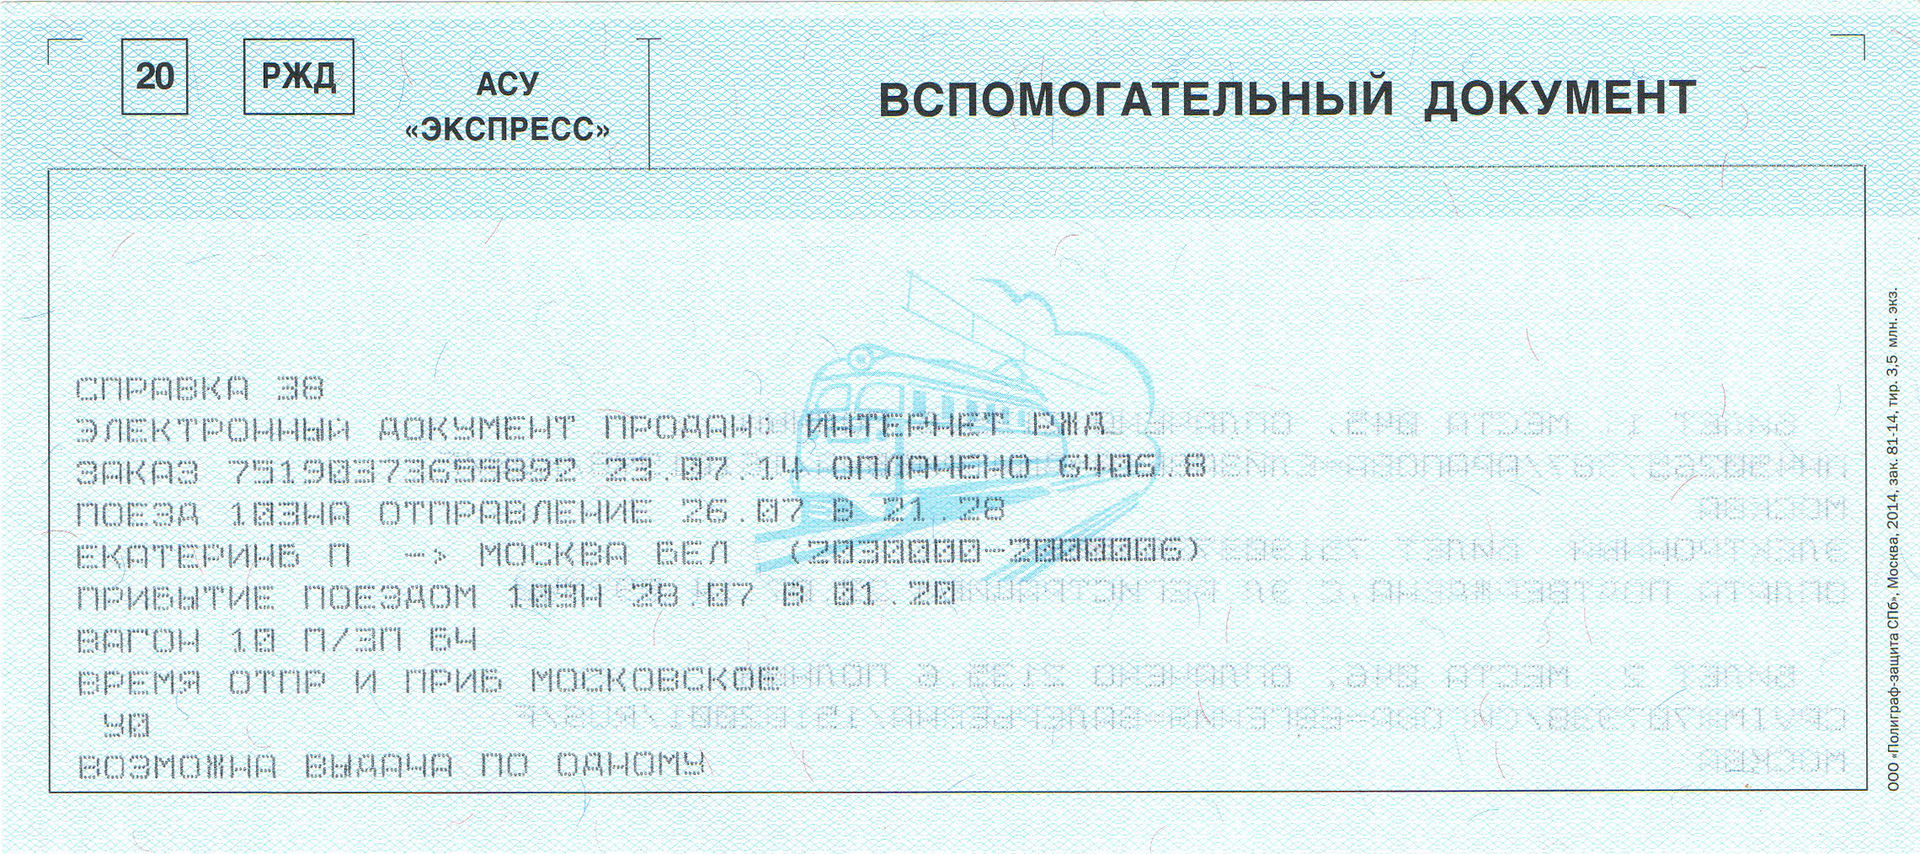 20
РЖД
АСУ
«ЭКСПРЕСС»
ВСПОМОГАТЕЛЬНЫЙ ДОКУМЕНТ
СПРАВКА 38
ЭЛЕКТРОННЫЙ ДОКУМЕНТ ПРОДАН: ИНТЕРНЕТ РЖД
ЗАКАЗ 75190373655892 23.07.14 ОПЛАЧЕНО 6406.8
ПОЕЗД 103НА ОТПРАВЛЕНИЕ 26.07 В 21.28
ЕКАТЕРИНБ П -> МОСКВА БЕЛ (2030000-2000006)
ПРИБЫТИЕ ПОЕЗДОМ 103Н 28.07 В 01.20
ВАГОН 10 П/ЭП БЧ
ВРЕМЯ ОТПР И ПРИБ МОСКОВСКОЕ
У0
ВОЗМОЖНА ВЫДАЧА ПО ОДНОМУ
ООО «Полиграф-защита СПб», Москва, 2014, зак. 81-14, тир. 3,5 млн. экз.